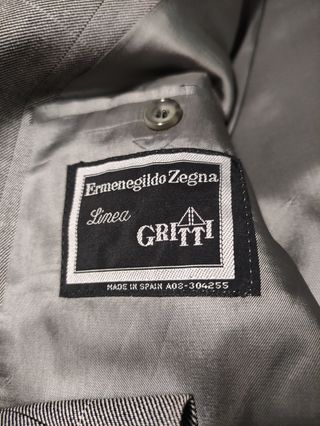 Ermenegildo Zegna
Linea
GRITTI
MADE IN SPAIN A08-304255